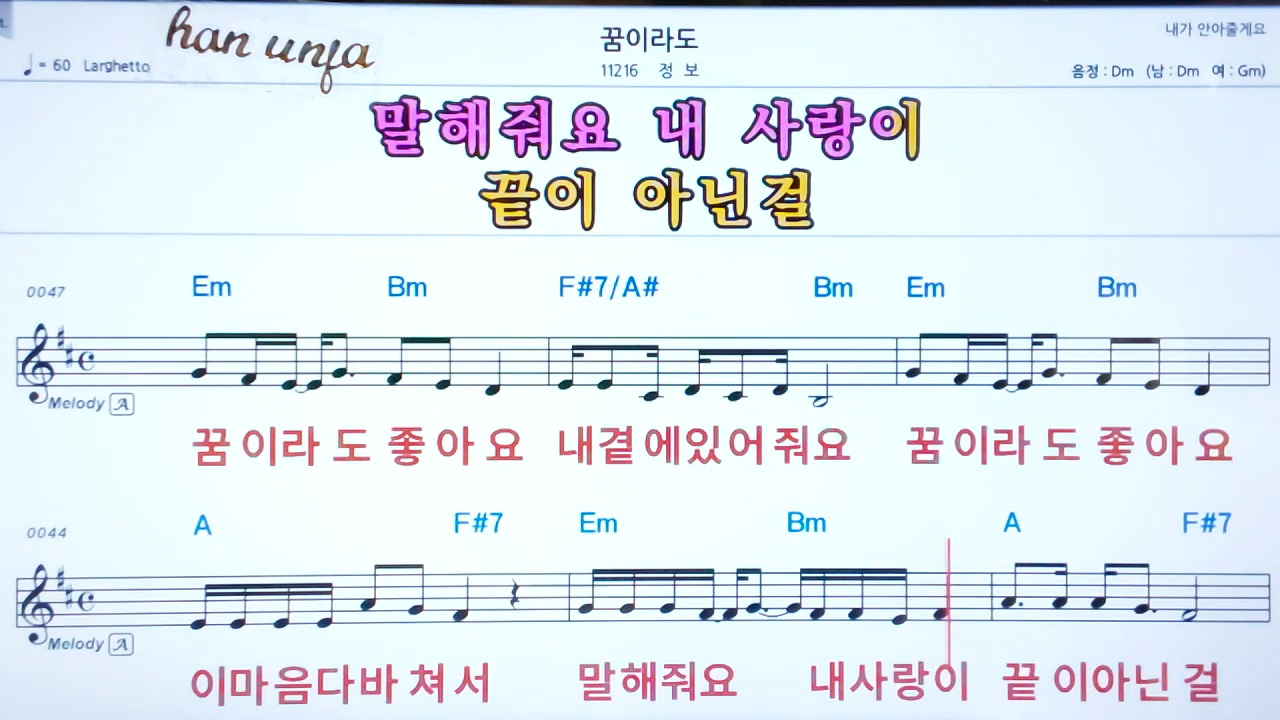 han unja
꿈이라도
내가 안아줄게요
♩ = 60 Larghetto
11216 정 보
음정 : Dm (남 : Dm 여 : Gm)
말해줘요 내 사랑이
끝이 아닌걸
0047
Em Bm F#7/A# Bm Em Bm
Melody A
꿈이라도 좋아요 내곁에있어줘요 꿈이라도 좋아요
0044
A F#7 Em Bm A F#7
Melody A
이마음다바쳐서 말해줘요 내사랑이 끝이아닌걸